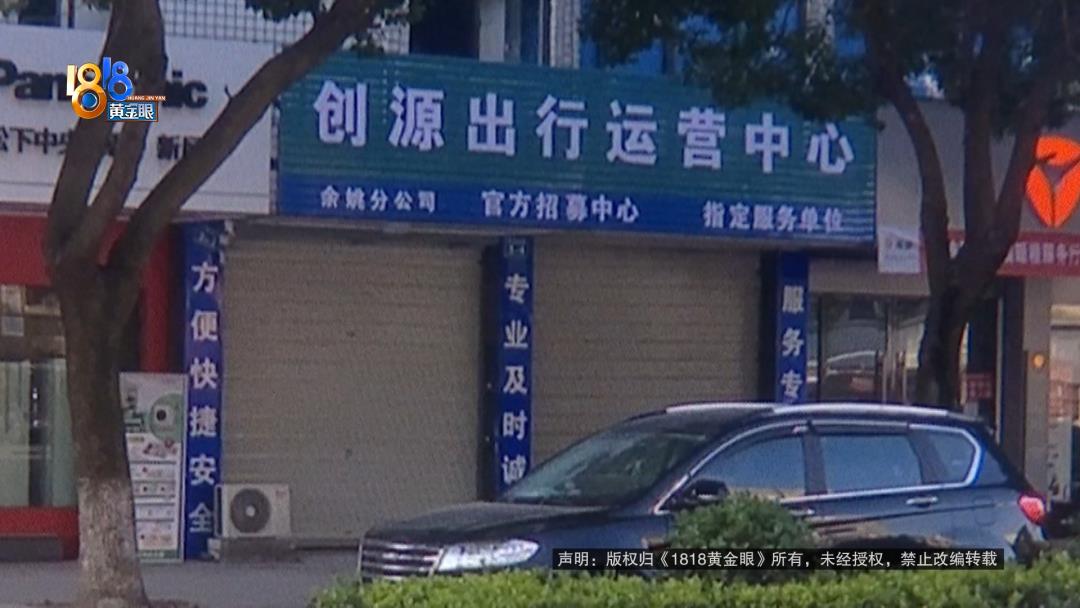 1818
HUANG JIN YAN
黄金眼
创源出行运营中心
余姚分公司 官方招募中心 指定服务单位
方便快捷安全
专业及时诚
服务专
声明：版权归《1818黄金眼》所有，未经授权，禁止改编转载